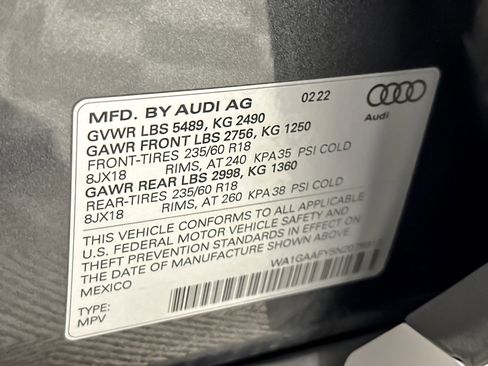 MFD. BY AUDI AG 02.22
GVWR LBS 5489, KG 2490
GAWR FRONT LBS 2756, KG 1250
FRONT-TIRES 235/60 R18
8JX18 RIMS, AT 240 KPA 35 PSI COLD
GAWR REAR LBS 2998, KG 1360
REAR-TIRES 235/60 R18
8JX18 RIMS, AT 260 KPA 38 PSI COLD
Audi
THIS VEHICLE CONFORMS TO ALL APPLICABLE
U.S. FEDERAL MOTOR VEHICLE SAFETY AND
THEFT PREVENTION STANDARDS IN EFFECT ON
THE DATE OF MANUFACTURE SHOWN ABOVE.
MEXICO
TYPE:
MPV